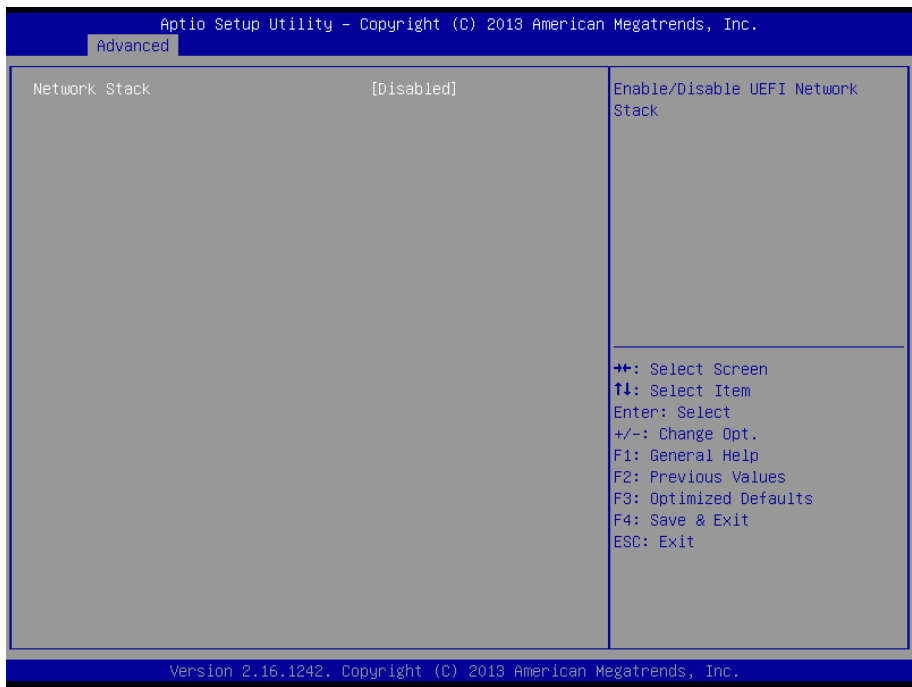 Aptio Setup Utility – Copyright (C) 2013 American Megatrends, Inc.
Advanced
Network Stack [Disabled]
Enable/Disable UEFI Network
Stack
→←: Select Screen
↑↓: Select Item
Enter: Select
+/-: Change Opt.
F1: General Help
F2: Previous Values
F3: Optimized Defaults
F4: Save & Exit
ESC: Exit
Version 2.16.1242. Copyright (C) 2013 American Megatrends, Inc.